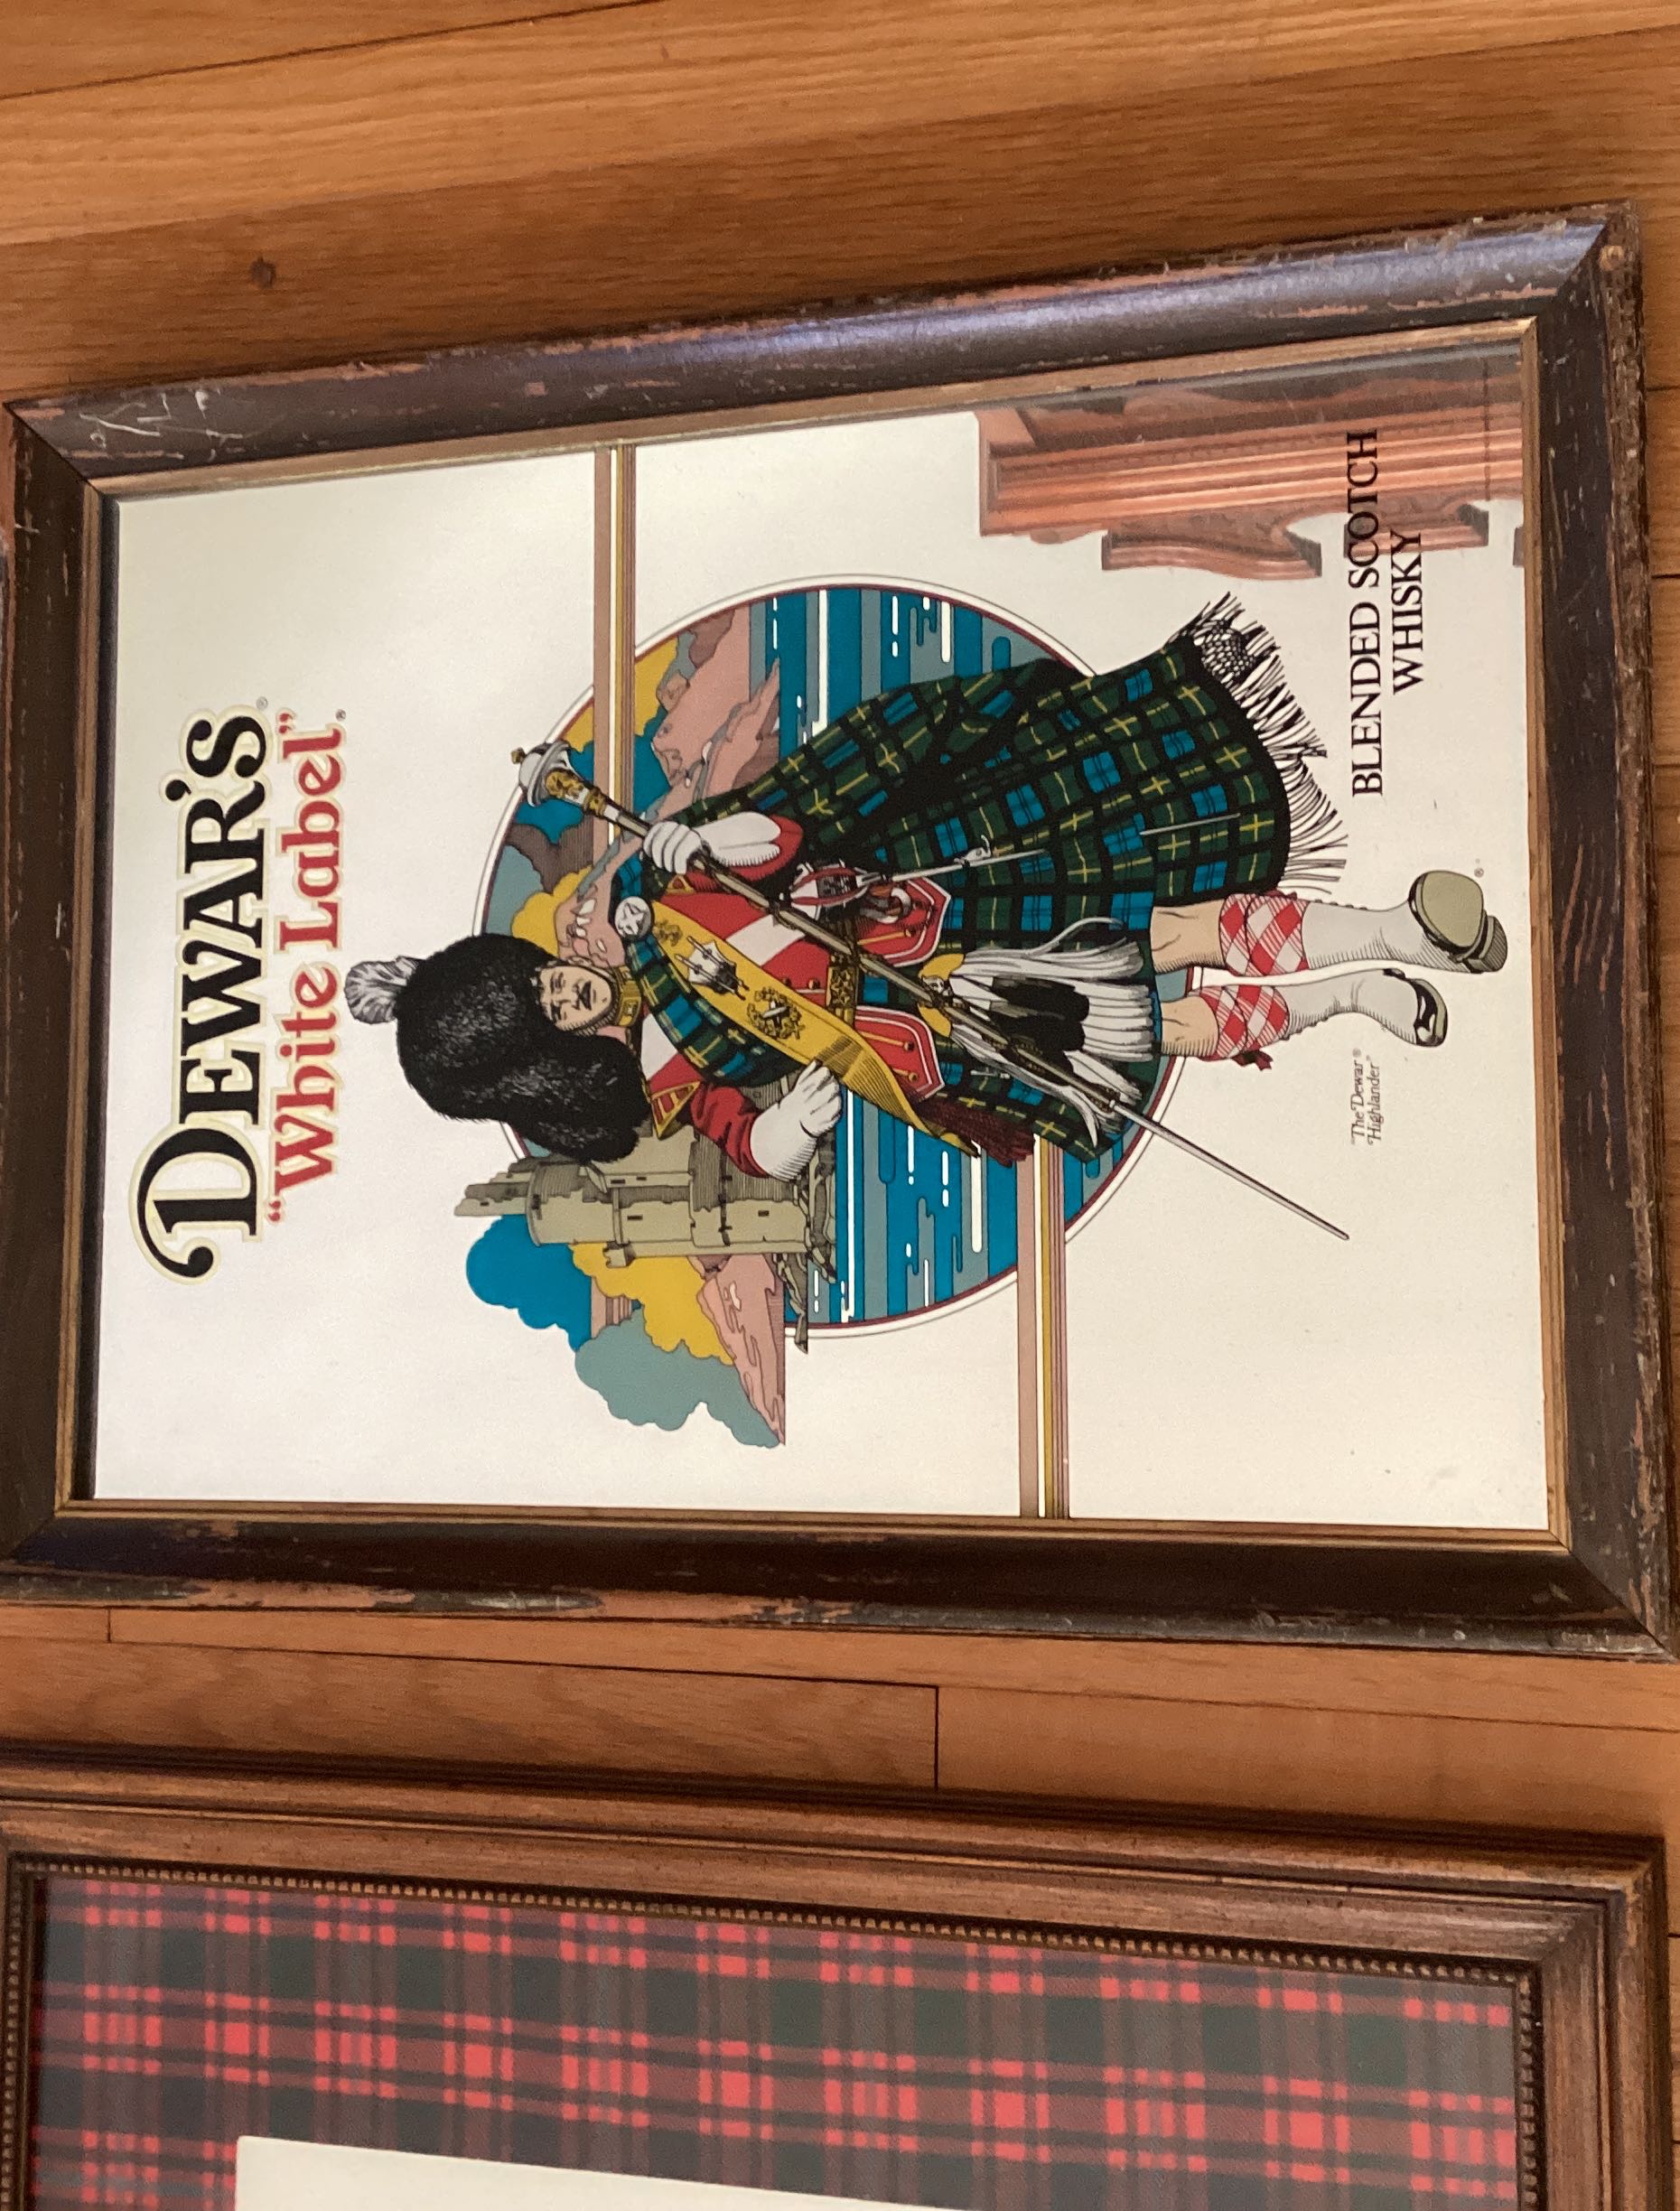 DEWAR'S®
"White Label"®
"The Dewar®
Highlander"
®
BLENDED SCOTCH
WHISKY